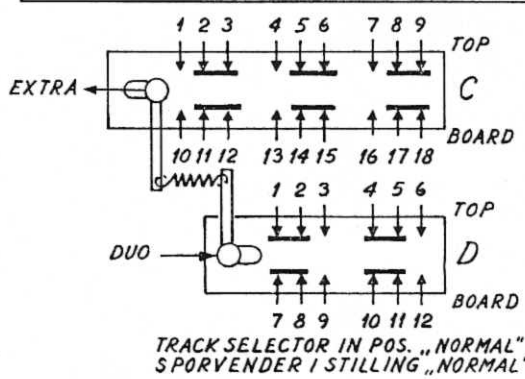 1 2 3 4 5 6 7 8 9
TOP
EXTRA
C
BOARD
10 11 12 13 14 15 16 17 18
1 2 3 4 5 6
TOP
DUO
D
BOARD
7 8 9 10 11 12
TRACK SELECTOR IN POS. „NORMAL"
SPORVENDER I STILLING „NORMAL"